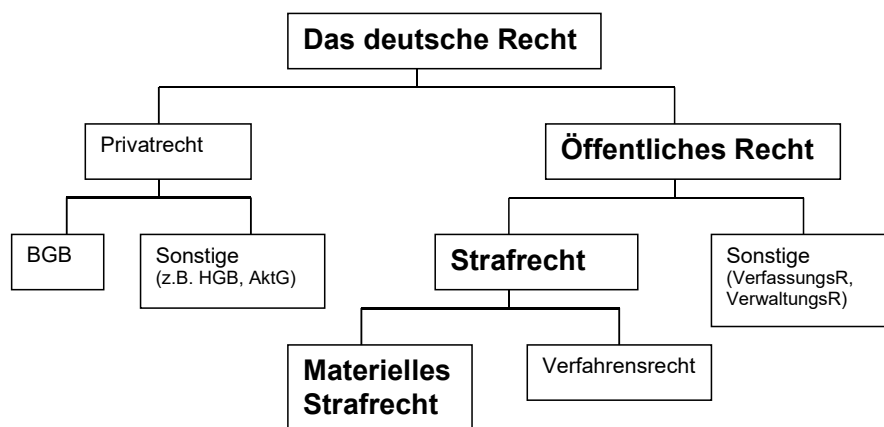 Das deutsche Recht
Privatrecht
Öffentliches Recht
BGB
Sonstige
(z.B. HGB, AktG)
Strafrecht
Sonstige
(VerfassungsR,
VerwaltungsR)
Materielles
Strafrecht
Verfahrensrecht